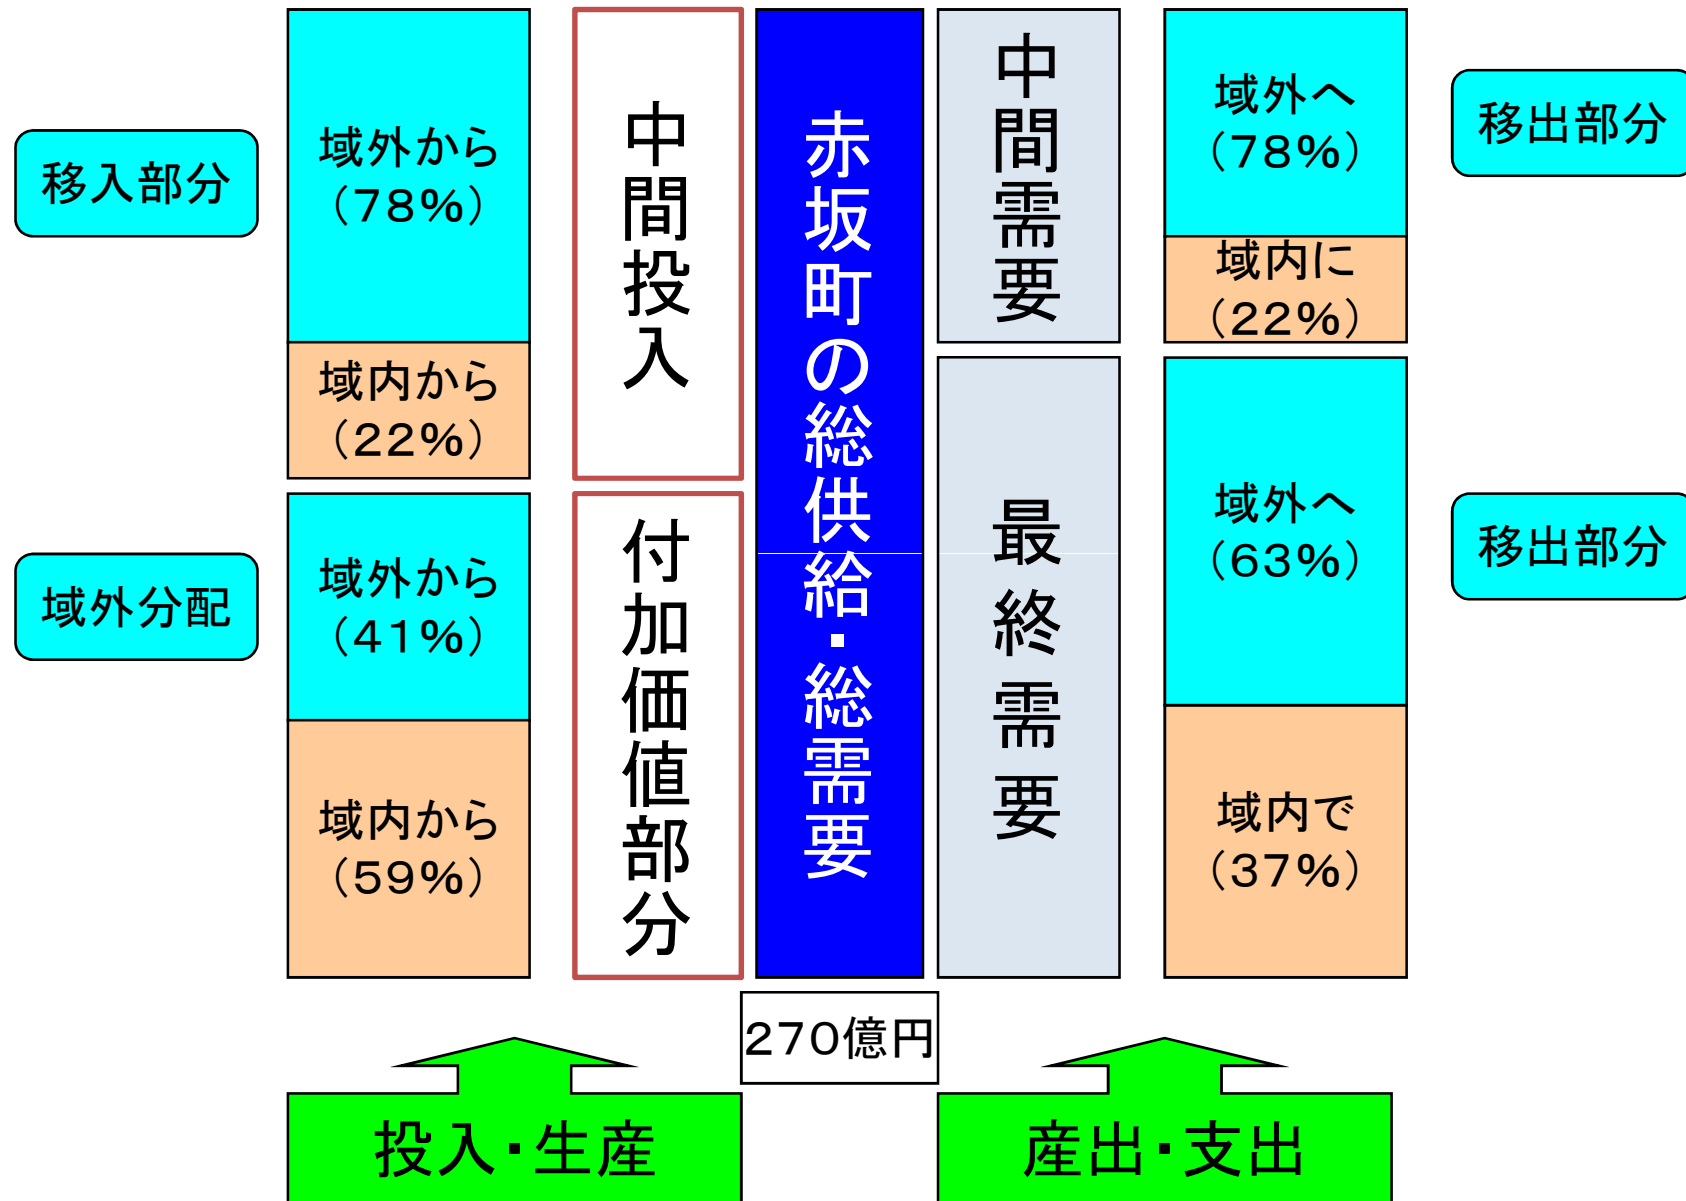 移入部分
域外から
（７８％）
域内から
（２２％）
域外分配
域外から
（４１％）
域内から
（５９％）
中間投入
付加価値部分
赤坂町の総供給・総需要
中間需要
最終需要
域外へ
（７８％）
域内に
（２２％）
移出部分
域外へ
（６３％）
域内で
（３７％）
移出部分
２７０億円
投入・生産
産出・支出